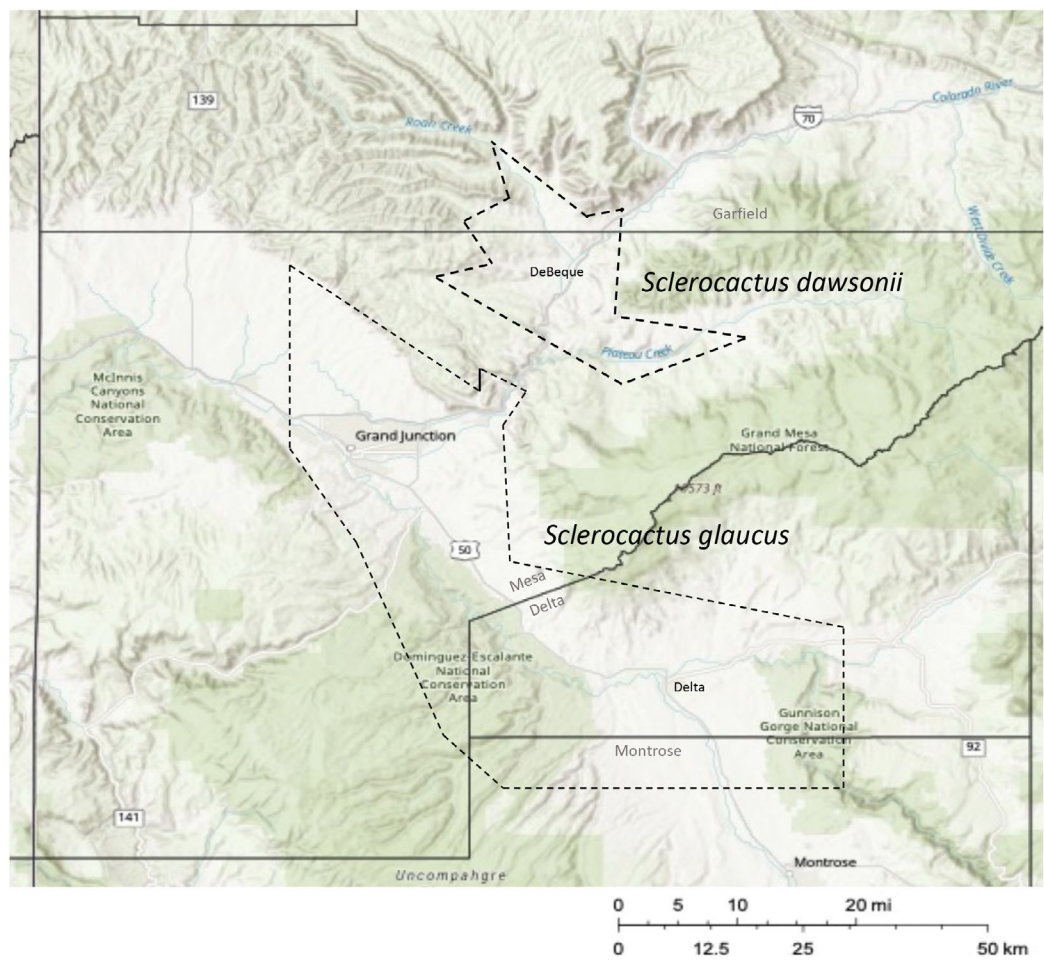 139
Roan Creek
70
Colorado River
Garfield
West Divide Creek
DeBeque
Sclerocactus dawsonii
Plateau Creek
McInnis
Canyons
National
Conservation
Area
Grand Junction
Grand Mesa
National Forest
573 ft
Sclerocactus glaucus
50
Mesa
Delta
Dominguez-Escalante
National
Conservation
Area
Delta
Gunnison
Gorge National
Conservation
Area
Montrose
92
141
Montrose
Uncompahgre
0 5 10 20 mi
0 12.5 25 50 km